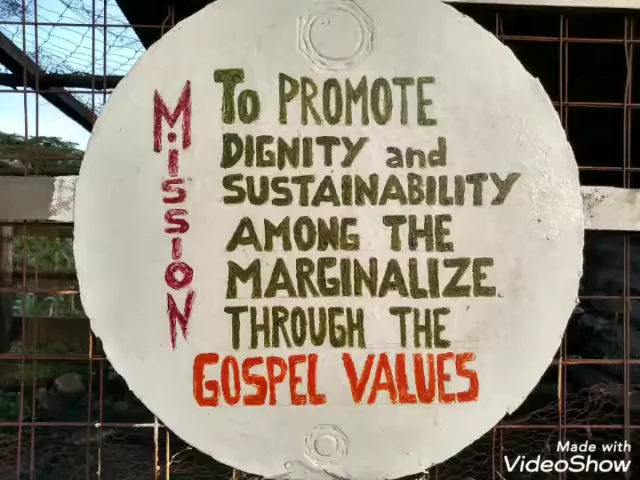 MISSION
To PROMOTE
DIGNITY and
SUSTAINABILITY
AMONG THE
MARGINALIZE
THROUGH THE
GOSPEL VALUES
Made with
VideoShow